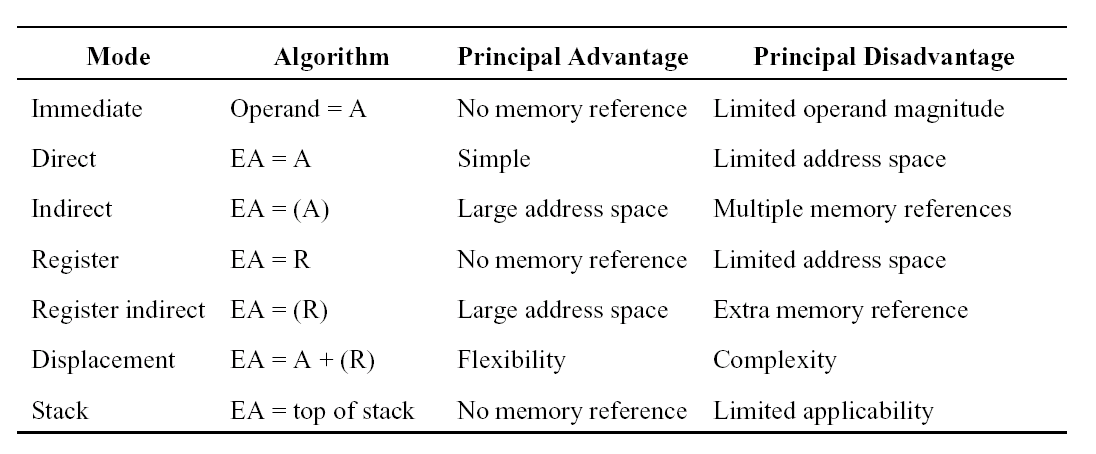 Mode Algorithm Principal Advantage Principal Disadvantage
Immediate Operand = A No memory reference Limited operand magnitude
Direct EA = A Simple Limited address space
Indirect EA = (A) Large address space Multiple memory references
Register EA = R No memory reference Limited address space
Register indirect EA = (R) Large address space Extra memory reference
Displacement EA = A + (R) Flexibility Complexity
Stack EA = top of stack No memory reference Limited applicability